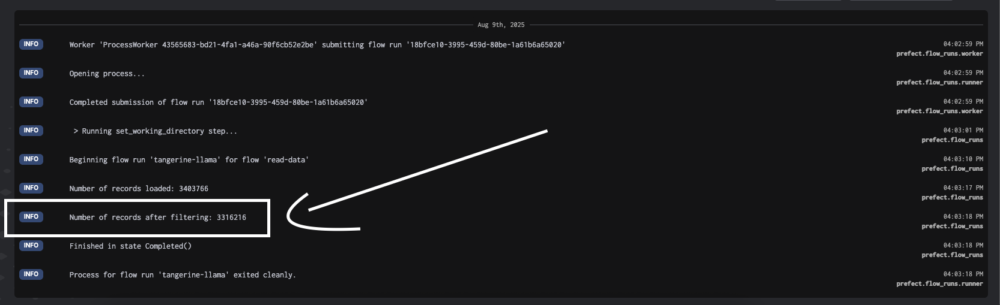 Aug 9th, 2025
INFO Worker 'ProcessWorker 43565683-bd21-4fa1-a46a-90f6cb52e2be' submitting flow run '18bfce10-3995-459d-80be-1a61b6a65020' 04:02:59 PM
prefect.flow_runs.worker
INFO Opening process... 04:02:59 PM
prefect.flow_runs.runner
INFO Completed submission of flow run '18bfce10-3995-459d-80be-1a61b6a65020' 04:02:59 PM
prefect.flow_runs.worker
INFO > Running set_working_directory step... 04:03:01 PM
prefect.flow_runs
INFO Beginning flow run 'tangerine-llama' for flow 'read-data' 04:03:10 PM
prefect.flow_runs
INFO Number of records loaded: 3403766 04:03:17 PM
prefect.flow_runs
INFO Number of records after filtering: 3316216 04:03:18 PM
prefect.flow_runs
INFO Finished in state Completed() 04:03:18 PM
prefect.flow_runs
INFO Process for flow run 'tangerine-llama' exited cleanly. 04:03:18 PM
prefect.flow_runs.runner